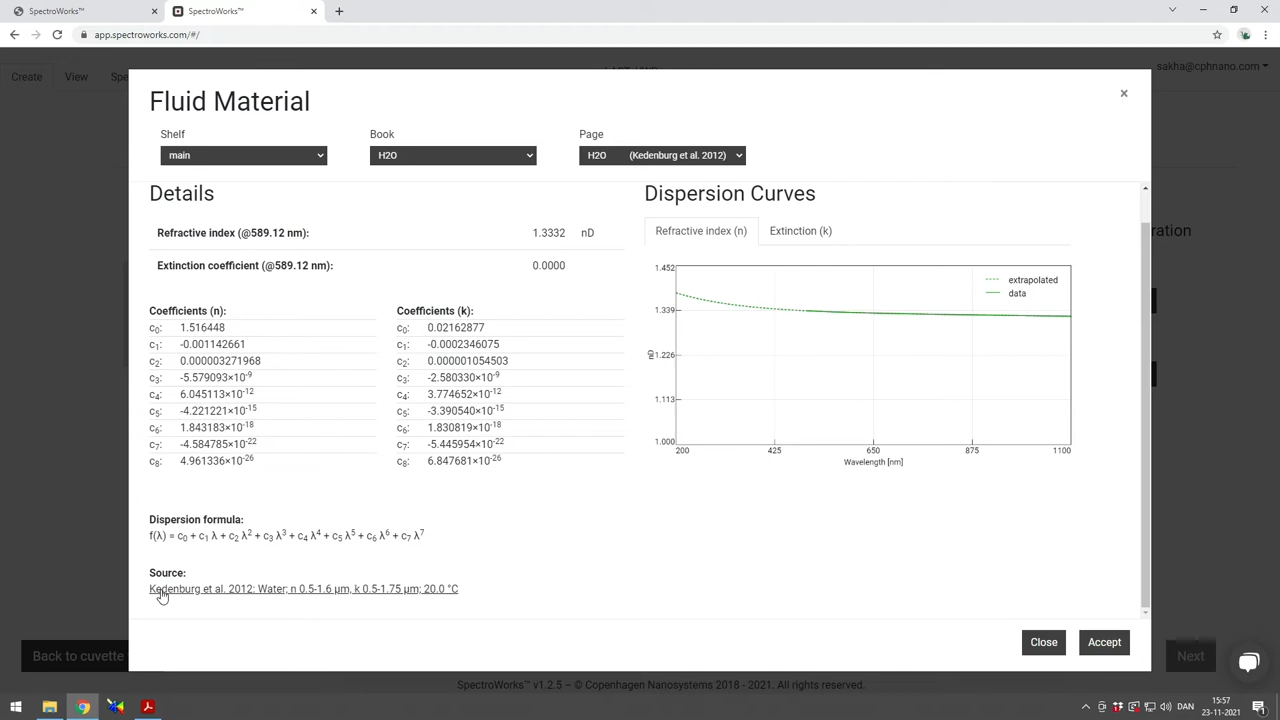 SpectroWorks™
SpectroWorks™
app.spectroworks.com/#/
sakha@cphnano.com
Create
View
Spe
Fluid Material
×
Shelf
Book
Page
main
H2O
H2O (Kedenburg et al. 2012)
Details
Dispersion Curves
Refractive index (@589.12 nm): 1.3332 nD
Refractive index (n)
Extinction (k)
Extinction coefficient (@589.12 nm): 0.0000
Coefficients (n):
c₀: 1.516448
c₁: -0.001142661
c₂: 0.000003271968
c₃: -5.579093×10⁻⁹
c₄: 6.045113×10⁻¹²
c₅: -4.221221×10⁻¹⁵
c₆: 1.843183×10⁻¹⁸
c₇: -4.584785×10⁻²²
c₈: 4.961336×10⁻²⁶
Coefficients (k):
c₀: 0.02162877
c₁: -0.0002346075
c₂: 0.000001054503
c₃: -2.580330×10⁻⁹
c₄: 3.774652×10⁻¹²
c₅: -3.390540×10⁻¹⁵
c₆: 1.830819×10⁻¹⁸
c₇: -5.445954×10⁻²²
c₈: 6.847681×10⁻²⁶
1.452
1.339
1.226
1.113
1.000
nD
extrapolated
data
200 425 650 875 1100
Wavelength [nm]
Dispersion formula:
f(λ) = c₀ + c₁ λ + c₂ λ² + c₃ λ³ + c₄ λ⁴ + c₅ λ⁵ + c₆ λ⁶ + c₇ λ⁷
Source:
Kedenburg et al. 2012: Water; n 0.5-1.6 µm, k 0.5-1.75 µm; 20.0 °C
Close
Accept
Back to cuvette
Next
SpectroWorks™ v1.2.5 – © Copenhagen Nanosystems 2018 - 2021. All rights reserved.
DAN
15:57
23-11-2021